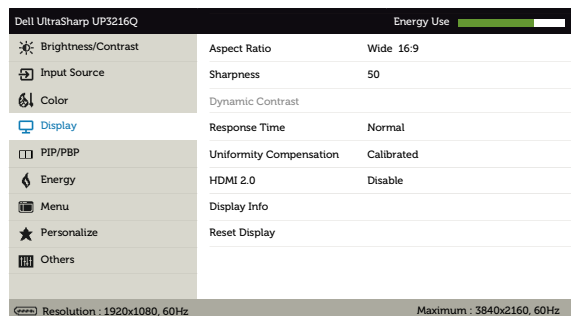 Dell UltraSharp UP3216Q Energy Use
Brightness/Contrast Aspect Ratio Wide 16:9
Input Source Sharpness 50
Color Dynamic Contrast
Display Response Time Normal
PIP/PBP Uniformity Compensation Calibrated
Energy HDMI 2.0 Disable
Menu Display Info
Personalize Reset Display
Others
Resolution : 1920x1080, 60Hz Maximum : 3840x2160, 60Hz